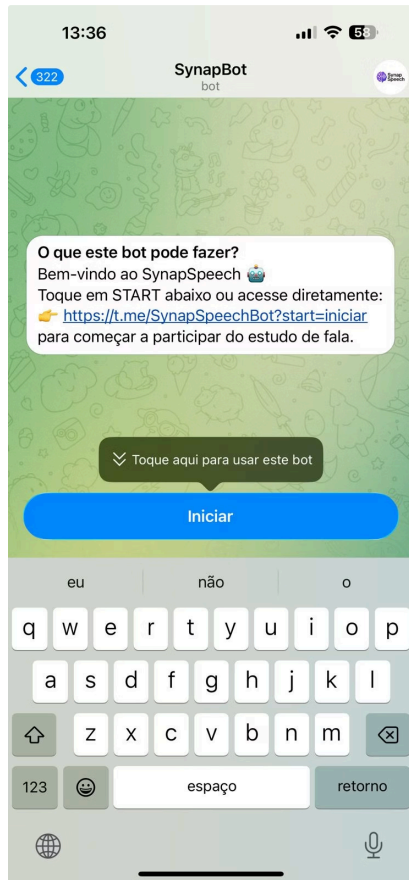 13:36
58
322
SynapBot
bot
Synap
Speech
O que este bot pode fazer?
Bem-vindo ao SynapSpeech 🤖
Toque em START abaixo ou acesse diretamente:
👉 https://t.me/SynapSpeechBot?start=iniciar
para começar a participar do estudo de fala.
Toque aqui para usar este bot
Iniciar
eu não o
q w e r t y u i o p
a s d f g h j k l
z x c v b n m
123 espaço retorno